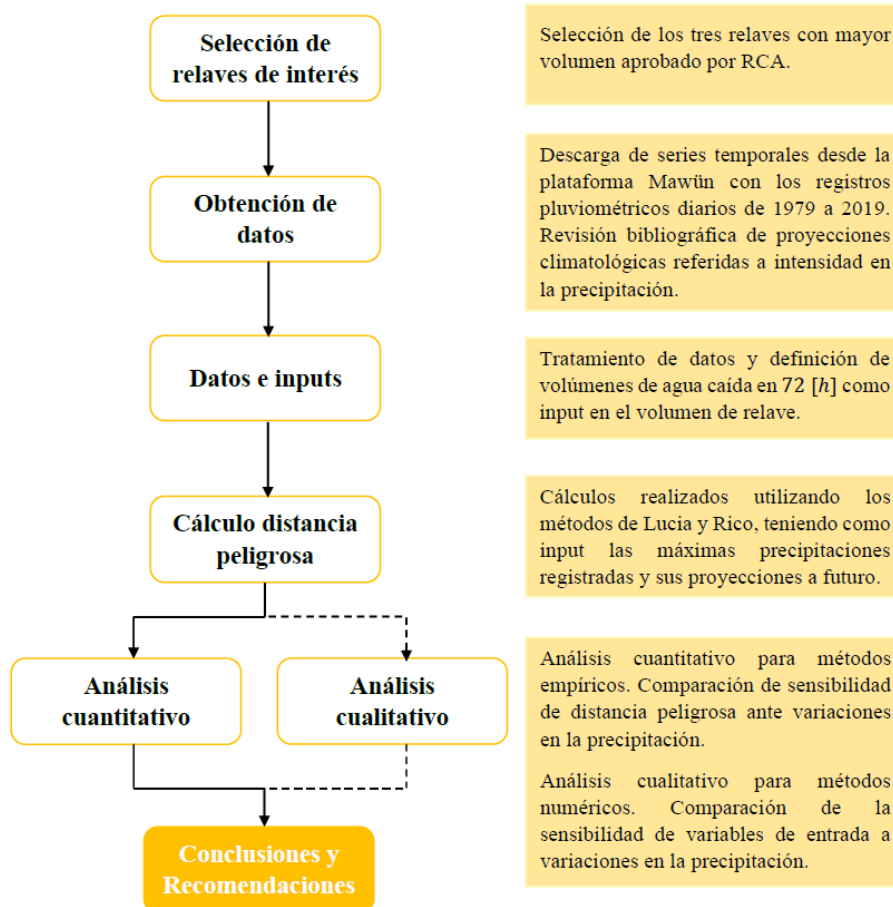 Selección de
relaves de interés
Selección de los tres relaves con mayor
volumen aprobado por RCA.
Obtención de
datos
Descarga de series temporales desde la
plataforma Mawün con los registros
pluviométricos diarios de 1979 a 2019.
Revisión bibliográfica de proyecciones
climatológicas referidas a intensidad en
la precipitación.
Datos e inputs
Tratamiento de datos y definición de
volúmenes de agua caída en 72 [h] como
input en el volumen de relave.
Cálculo distancia
peligrosa
Cálculos realizados utilizando los
métodos de Lucia y Rico, teniendo como
input las máximas precipitaciones
registradas y sus proyecciones a futuro.
Análisis
cuantitativo
Análisis
cualitativo
Análisis cuantitativo para métodos
empíricos. Comparación de sensibilidad
de distancia peligrosa ante variaciones
en la precipitación.
Análisis cualitativo para métodos
numéricos. Comparación de la
sensibilidad de variables de entrada a
variaciones en la precipitación.
Conclusiones y
Recomendaciones